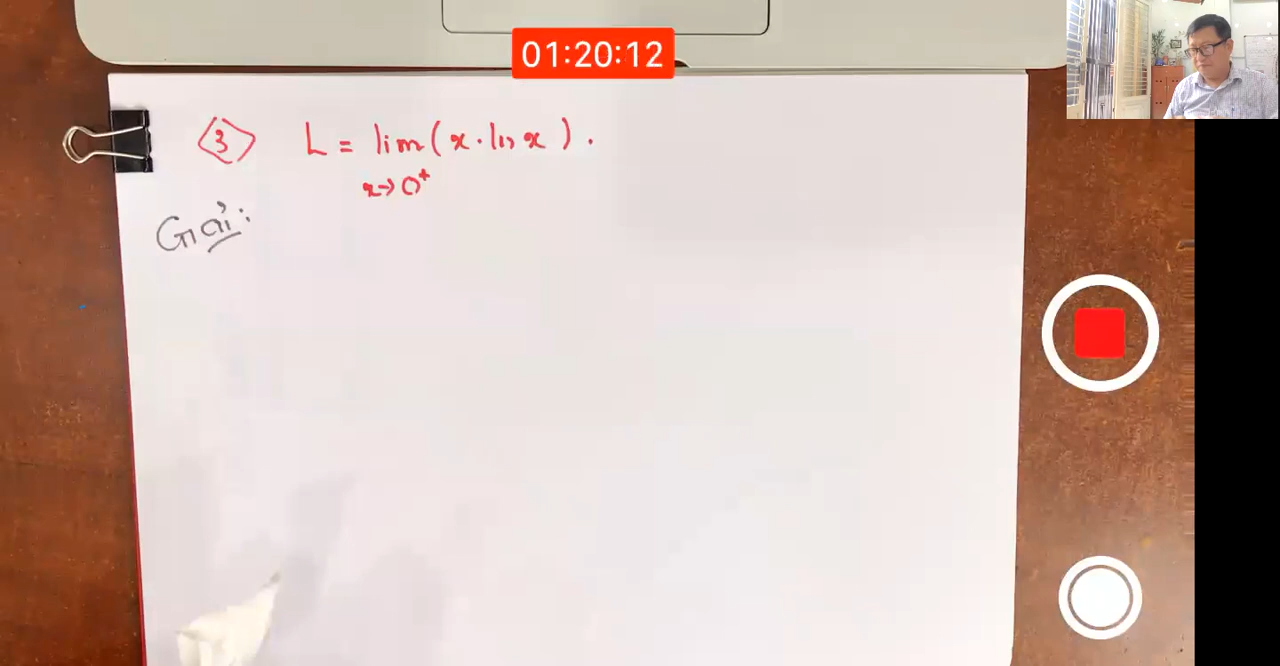 01:20:12
3 L = lim ( x . ln x ) .
x → 0⁺
Giải :